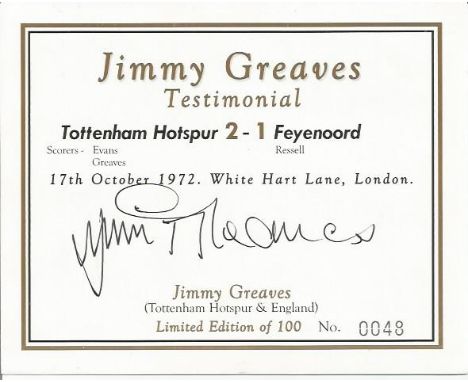 Jimmy Greaves
Testimonial
Tottenham Hotspur 2 - 1 Feyenoord
Scorers - Evans Ressell
Greaves
17th October 1972. White Hart Lane, London.
Jimmy Greaves
Jimmy Greaves
(Tottenham Hotspur & England)
Limited Edition of 100 No. 0048